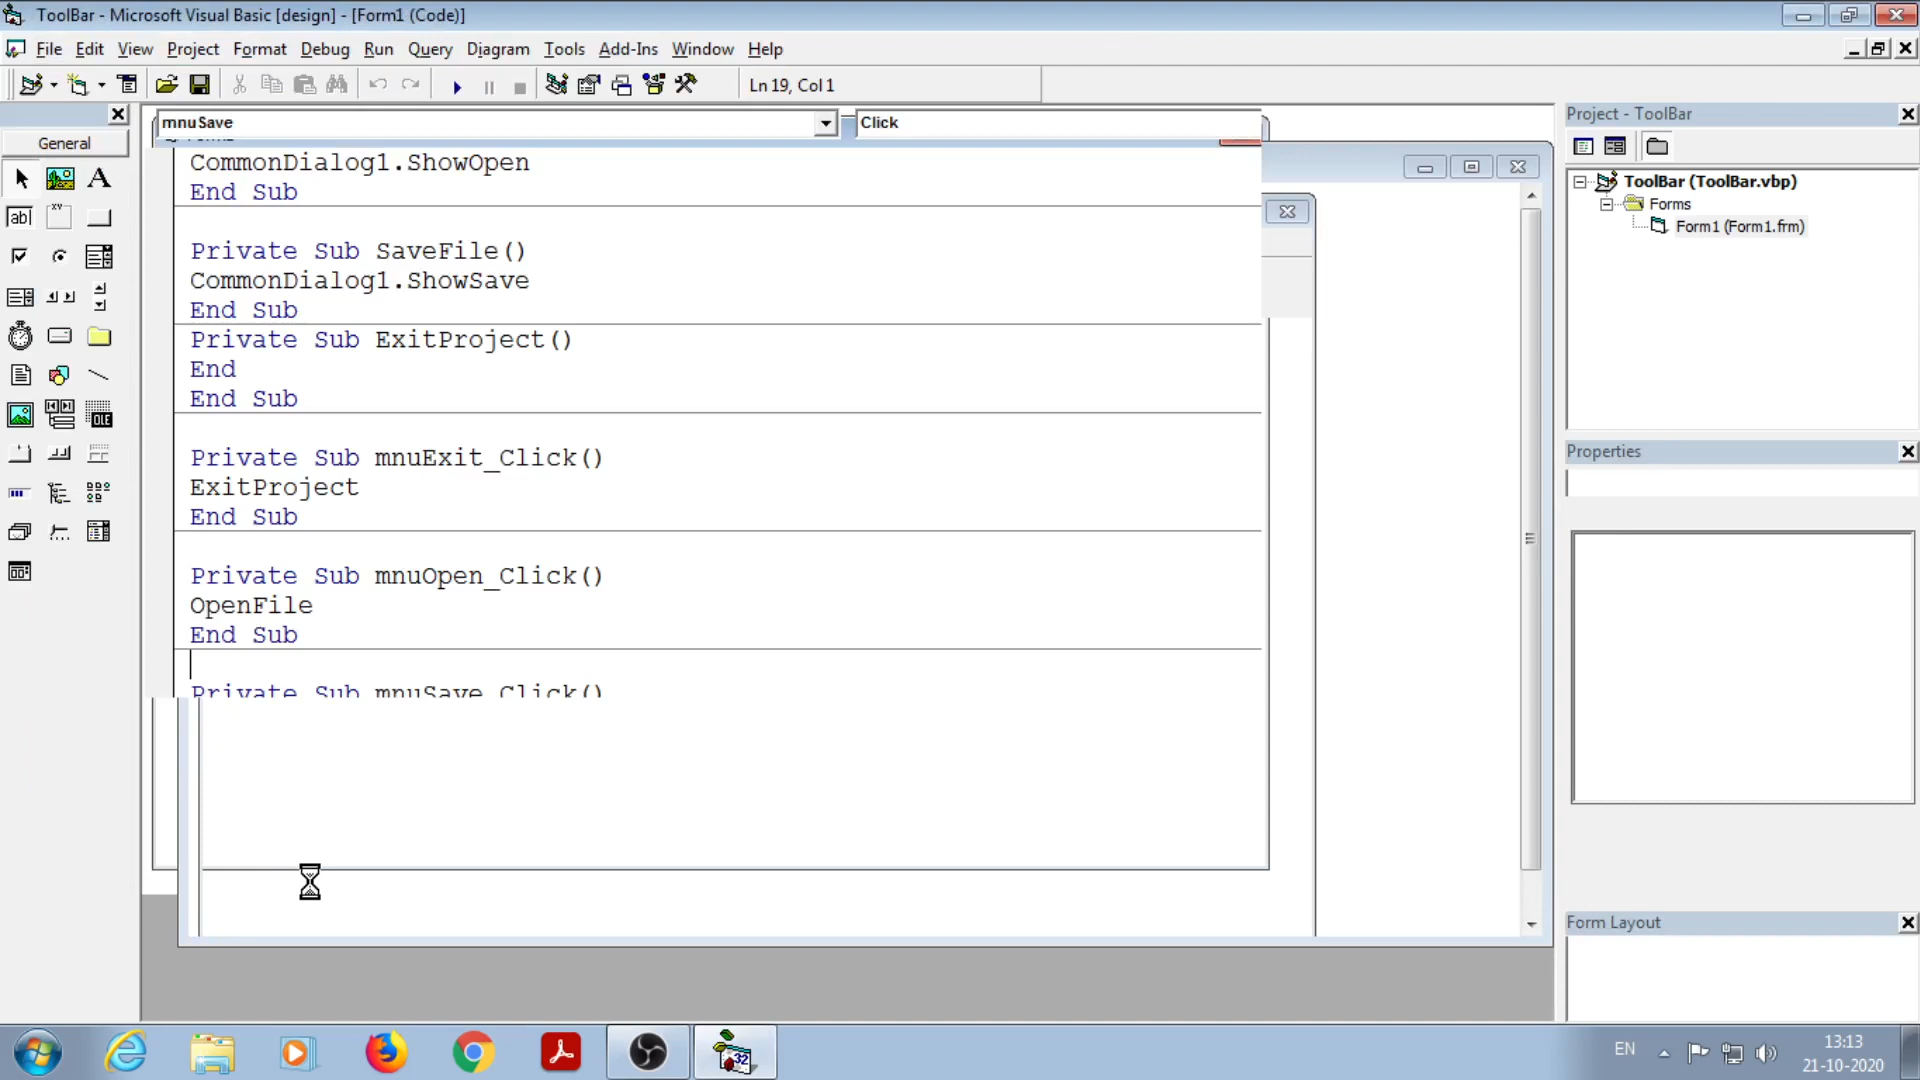 ToolBar - Microsoft Visual Basic [design] - [Form1 (Code)]
File Edit View Project Format Debug Run Query Diagram Tools Add-Ins Window Help
Ln 19, Col 1
General
A
ab|
XY
OLE
mnuSave
Click
CommonDialog1.ShowOpen
End Sub
Private Sub SaveFile()
CommonDialog1.ShowSave
End Sub
Private Sub ExitProject()
End
End Sub
Private Sub mnuExit_Click()
ExitProject
End Sub
Private Sub mnuOpen_Click()
OpenFile
End Sub
Private Sub mnuSave_Click()
Project - ToolBar
ToolBar (ToolBar.vbp)
Forms
Form1 (Form1.frm)
Properties
Form Layout
32
EN
13:13
21-10-2020